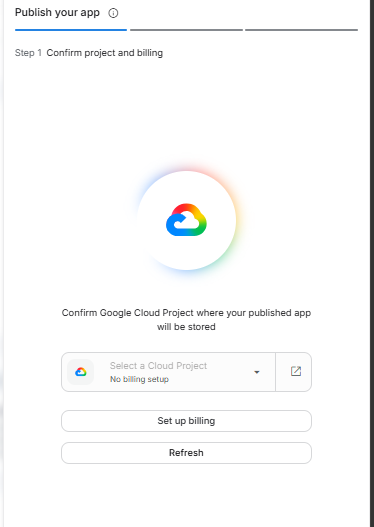 Publish your app
Step 1 Confirm project and billing
Confirm Google Cloud Project where your published app
will be stored
Select a Cloud Project
No billing setup
Set up billing
Refresh